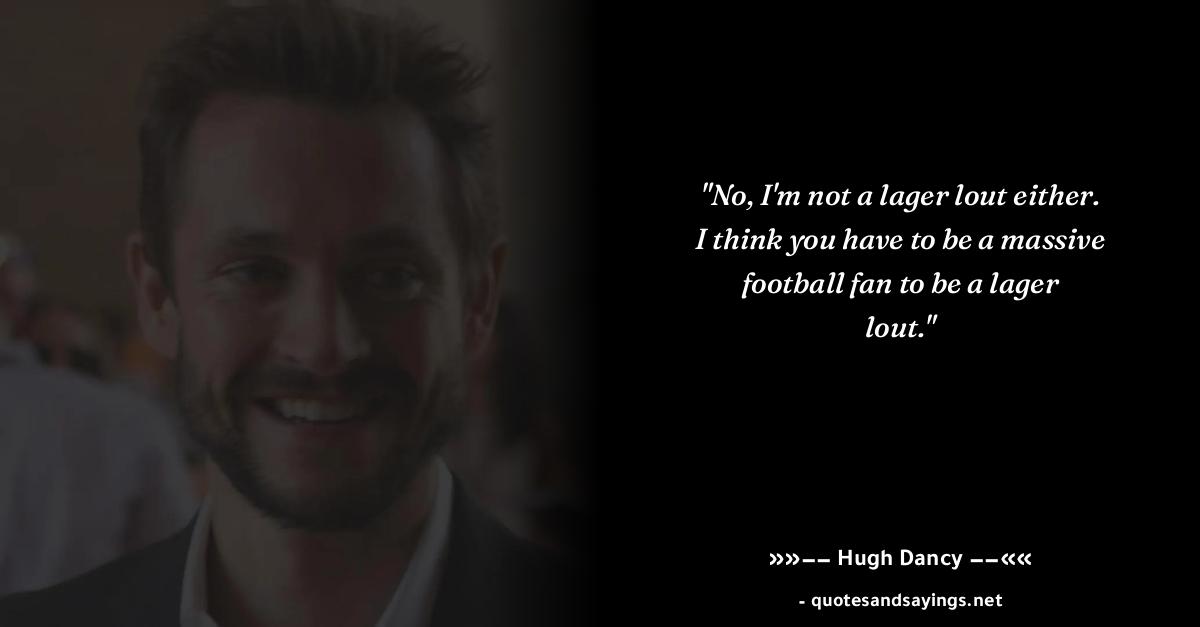 "No, I'm not a lager lout either.
I think you have to be a massive
football fan to be a lager
lout."
»»–– Hugh Dancy ––««
- quotesandsayings.net